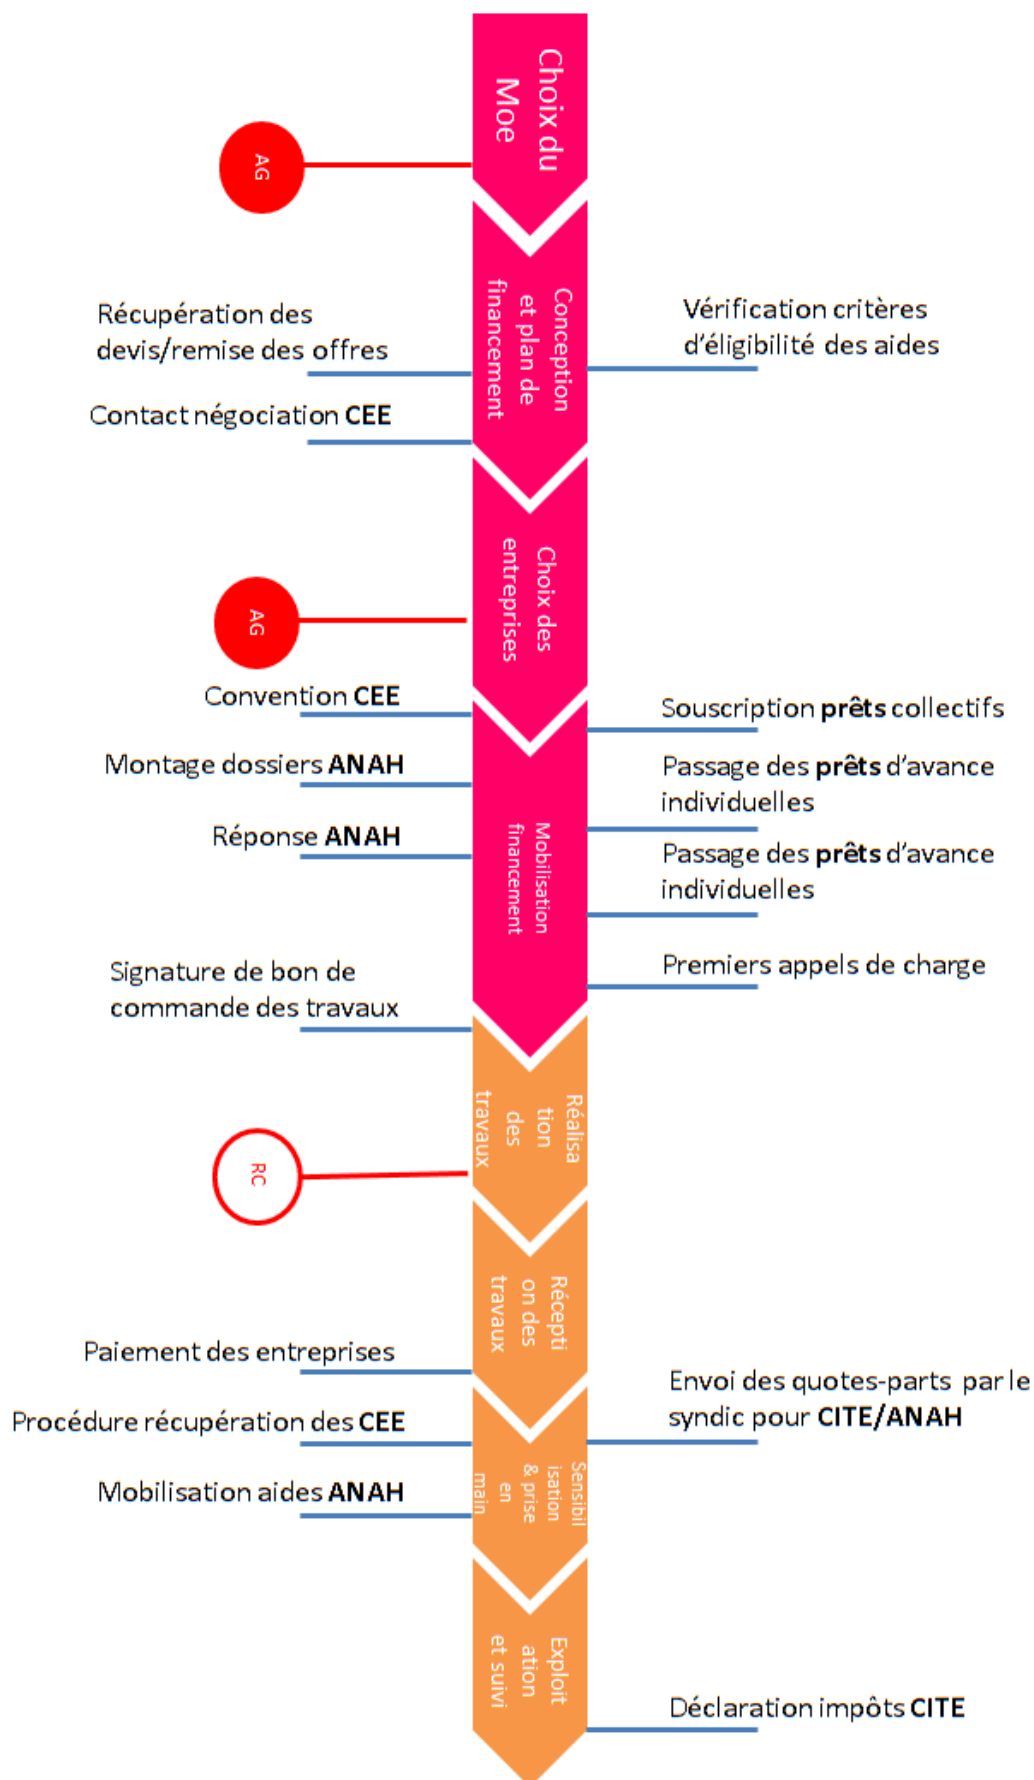 Choix du
Moe
AG
Conception
et plan de
financement
Récupération des
devis/remise des offres
Vérification critères
d'éligibilité des aides
Contact négociation CEE
Choix des
entreprises
AG
Convention CEE
Souscription prêts collectifs
Montage dossiers ANAH
Passage des prêts d'avance
individuelles
Réponse ANAH
Mobilisation
financement
Passage des prêts d'avance
individuelles
Signature de bon de
commande des travaux
Premiers appels de charge
Réalisa
tion
des
travaux
RC
Récepti
on des
travaux
Paiement des entreprises
Envoi des quotes-parts par le
syndic pour CITE/ANAH
Procédure récupération des CEE
Sensibil
isation
& prise
en
main
Mobilisation aides ANAH
Exploit
ation
et suivi
Déclaration impôts CITE